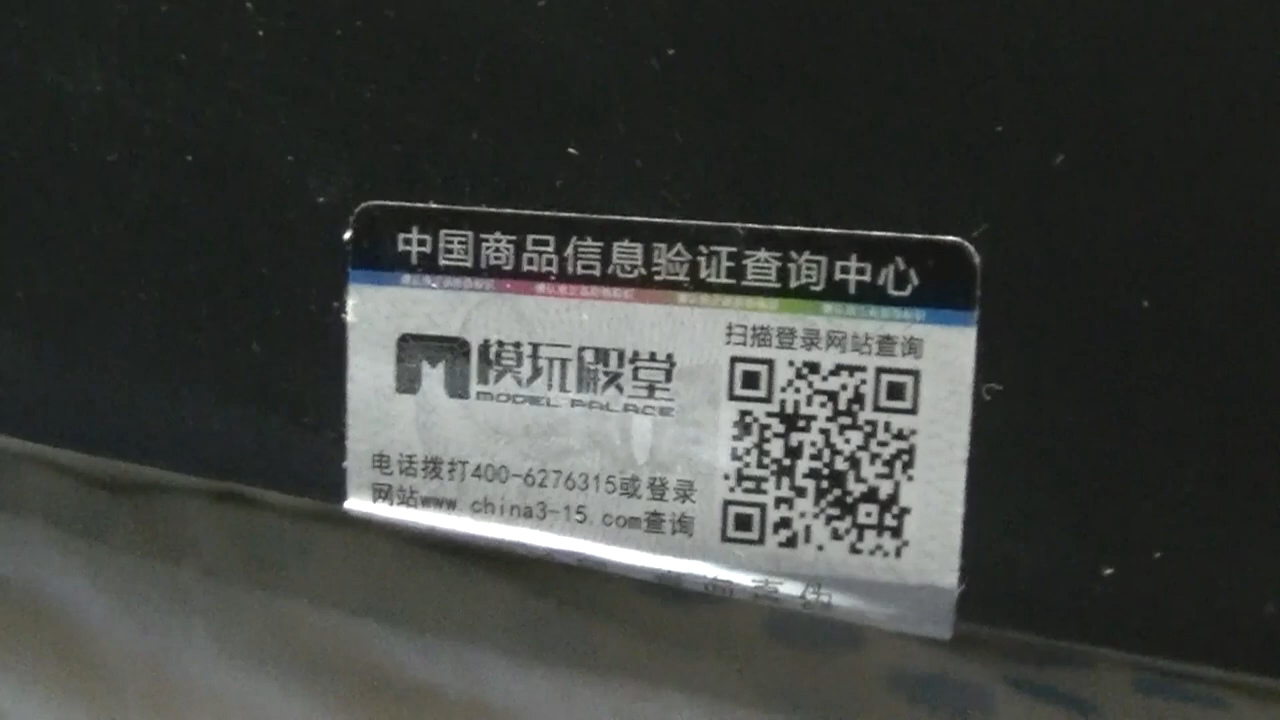 中国商品信息验证查询中心
扫描登录网站查询
模玩殿堂
MODEL PALACE
电话拨打400-6276315或登录
网站www.china3-15.com查询